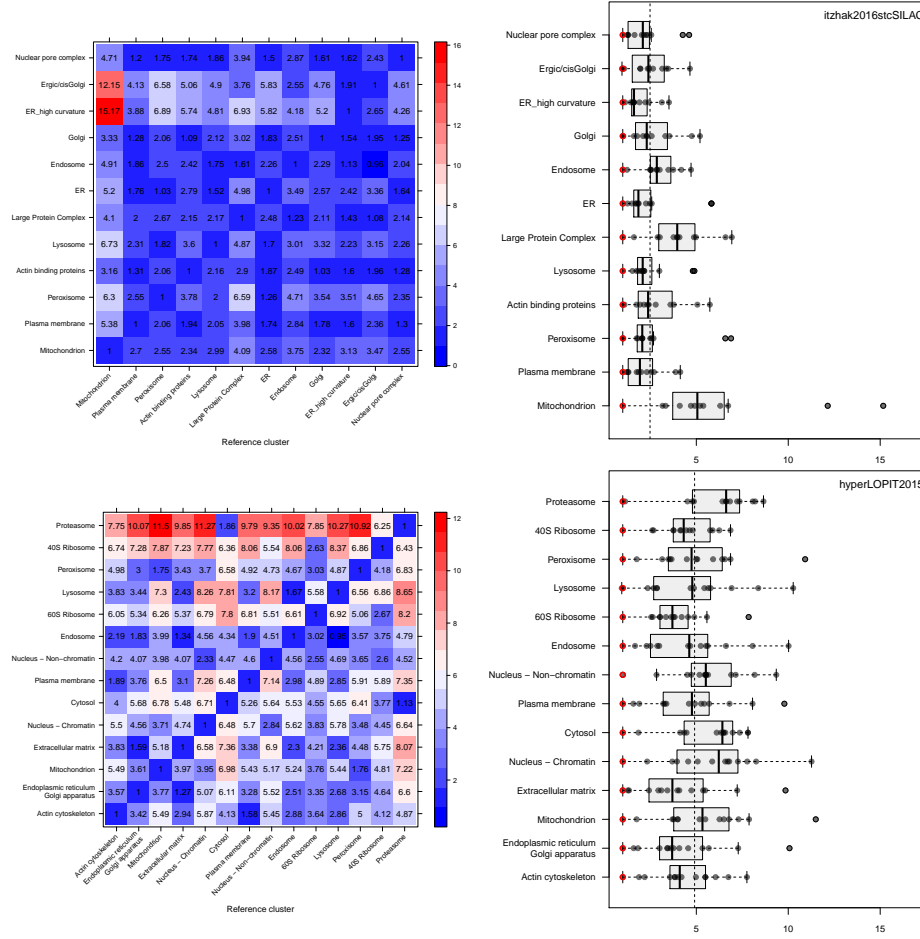 itzhak2016stcSILAC
Nuclear pore complex 4.71 1.2 1.75 1.74 1.86 3.94 1.5 2.87 1.61 1.62 2.43 1
Ergic/cisGolgi 12.15 4.13 6.58 5.06 4.9 3.76 5.83 2.55 4.76 1.91 1 4.61
ER_high curvature 15.17 3.88 6.89 5.74 4.81 6.93 5.82 4.18 5.2 1 2.65 4.26
Golgi 3.33 1.28 2.06 1.09 2.12 3.02 1.83 2.51 1 1.54 1.95 1.25
Endosome 4.91 1.86 2.5 2.42 1.75 1.61 2.26 1 2.29 1.13 0.98 2.04
ER 5.2 1.76 1.03 2.79 1.52 4.98 1 3.49 2.57 2.42 3.36 1.64
Large Protein Complex 4.1 2 2.67 2.15 2.17 1 2.48 1.23 2.11 1.43 1.08 2.14
Lysosome 6.73 2.31 1.82 3.6 1 4.87 1.7 3.01 3.32 2.23 3.15 2.26
Actin binding proteins 3.16 1.31 2.06 1 2.16 2.9 1.87 2.49 1.03 1.6 1.96 1.28
Peroxisome 6.3 2.55 1 3.78 2 6.59 1.26 4.71 3.54 3.51 4.65 2.35
Plasma membrane 5.38 1 2.06 1.94 2.05 3.98 1.74 2.84 1.76 1.6 2.36 1.3
Mitochondrion 1 2.7 2.55 2.34 2.99 4.09 2.58 3.75 2.32 3.13 3.47 2.55
16
14
12
10
8
6
4
2
0
Mitochondrion
Plasma membrane
Peroxisome
Actin binding proteins
Lysosome
Large Protein Complex
ER
Endosome
Golgi
ER_high curvature
Ergic/cisGolgi
Nuclear pore complex
Reference cluster
Nuclear pore complex
Ergic/cisGolgi
ER_high curvature
Golgi
Endosome
ER
Large Protein Complex
Lysosome
Actin binding proteins
Peroxisome
Plasma membrane
Mitochondrion
5 10 15
hyperLOPIT2015
Proteasome 7.75 10.07 11.5 9.85 11.27 1.86 9.79 9.35 10.02 7.85 10.27 10.92 6.25 1
40S Ribosome 6.74 7.28 7.87 7.23 7.77 6.36 8.06 5.54 8.06 2.63 8.37 6.86 1 6.43
Peroxisome 4.98 3 1.75 3.43 3.7 6.58 4.92 4.73 4.67 3.03 4.87 1 4.18 6.83
Lysosome 3.83 3.44 7.3 2.43 8.26 7.81 3.2 8.17 1.67 5.58 1 6.56 6.86 8.65
60S Ribosome 6.05 5.34 6.26 5.37 6.79 7.8 6.81 5.51 6.61 1 6.92 5.06 2.67 8.2
Endosome 2.19 1.83 3.99 1.34 4.56 4.34 1.9 4.51 1 3.02 0.95 3.57 3.75 4.79
Nucleus − Non−chromatin 4.2 4.07 3.98 4.07 2.33 4.47 4.6 1 4.56 2.55 4.69 3.65 2.6 4.52
Plasma membrane 1.89 3.76 6.5 3.1 7.26 6.48 1 7.14 2.98 4.89 2.85 5.91 5.89 7.35
Cytosol 4 5.68 6.78 5.48 6.71 1 5.26 5.64 5.53 4.55 5.65 6.41 3.77 1.13
Nucleus − Chromatin 5.5 4.56 3.71 4.74 1 6.48 5.7 2.84 5.62 3.83 5.78 3.48 4.45 6.64
Extracellular matrix 3.83 1.59 5.18 1 6.58 7.36 3.38 6.9 2.3 4.21 2.36 4.48 5.75 8.07
Mitochondrion 5.49 3.61 1 3.97 3.95 6.98 5.43 5.17 5.24 3.76 5.44 1.76 4.81 7.22
Endoplasmic reticulum
Golgi apparatus 3.57 1 3.77 1.27 5.07 6.11 3.28 5.52 2.51 3.35 2.68 3.15 4.64 6.6
Actin cytoskeleton 1 3.42 5.49 2.94 5.87 4.13 1.58 5.45 2.88 3.64 2.86 5 4.12 4.87
12
10
8
6
4
2
Actin cytoskeleton
Endoplasmic reticulum
Golgi apparatus
Mitochondrion
Extracellular matrix
Nucleus − Chromatin
Cytosol
Plasma membrane
Nucleus − Non−chromatin
Endosome
60S Ribosome
Lysosome
Peroxisome
40S Ribosome
Proteasome
Reference cluster
Proteasome
40S Ribosome
Peroxisome
Lysosome
60S Ribosome
Endosome
Nucleus − Non−chromatin
Plasma membrane
Cytosol
Nucleus − Chromatin
Extracellular matrix
Mitochondrion
Endoplasmic reticulum
Golgi apparatus
Actin cytoskeleton
5 10 15